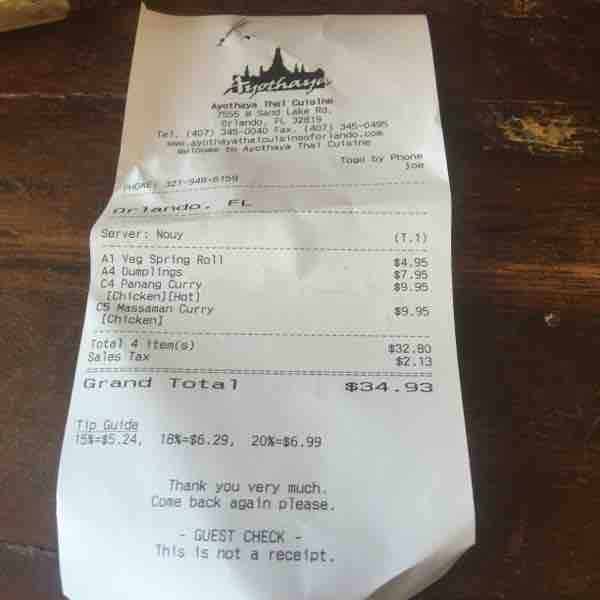 Ayothaya
Ayothaya Thai Cuisine
7555 W Sand Lake Rd,
Orlando, FL 32819
Tel. (407) 345-0040 Fax. (407) 345-0495
www.ayothayathaicuisineoforlando.com
Welcome to Ayothaya Thai Cuisine
Togo by Phone
Joe
PHONE: 321-948-6159
Orlando, FL
Server: Nouy (T.1)
A1 Veg Spring Roll $4.95
A4 Dumplings $7.95
C4 Panang Curry $9.95
[Chicken][Hot]
C5 Massaman Curry $9.95
[Chicken]
Total 4 item(s) $32.80
Sales Tax $2.13
Grand Total $34.93
Tip Guide
15%=$5.24, 18%=$6.29, 20%=$6.99
Thank you very much.
Come back again please.
- GUEST CHECK -
This is not a receipt.